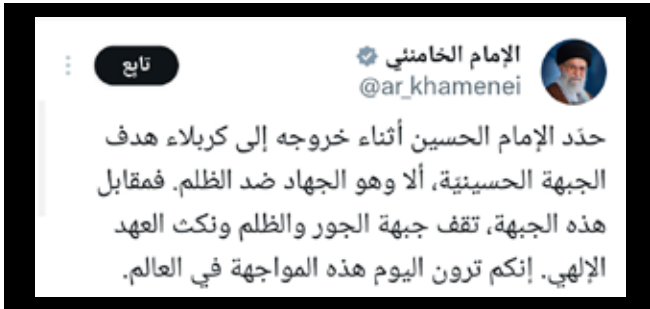 الإمام الخامنئي
@ar_khamenei
تابع
حدّد الإمام الحسين أثناء خروجه إلى كربلاء هدف
الجبهة الحسينيّة، ألا وهو الجهاد ضد الظلم. فمقابل
هذه الجبهة، تقف جبهة الجور والظلم ونكث العهد
الإلهي. إنكم ترون اليوم هذه المواجهة في العالم.